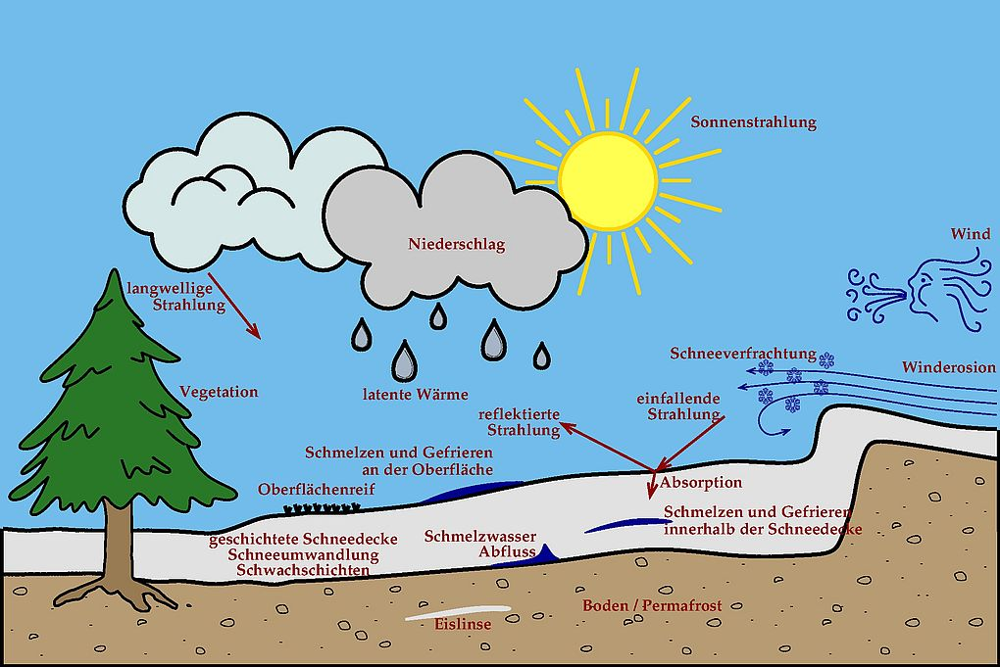 Sonnenstrahlung
Wind
Niederschlag
langwellige
Strahlung
Schneeverfrachtung
Winderosion
Vegetation
latente Wärme
einfallende
Strahlung
reflektierte
Strahlung
Schmelzen und Gefrieren
an der Oberfläche
Oberflächenreif
Absorption
Schmelzen und Gefrieren
innerhalb der Schneedecke
geschichtete Schneedecke
Schneeumwandlung
Schwachschichten
Schmelzwasser
Abfluss
Boden / Permafrost
Eislinse